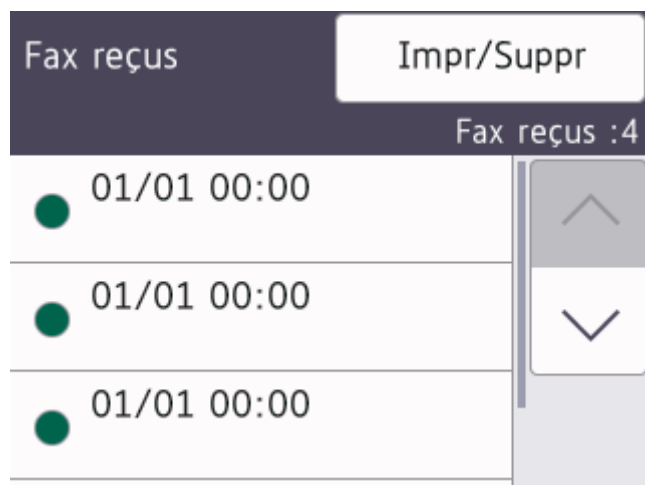 Fax reçus
Impr/Suppr
Fax reçus :4
01/01 00:00
01/01 00:00
01/01 00:00